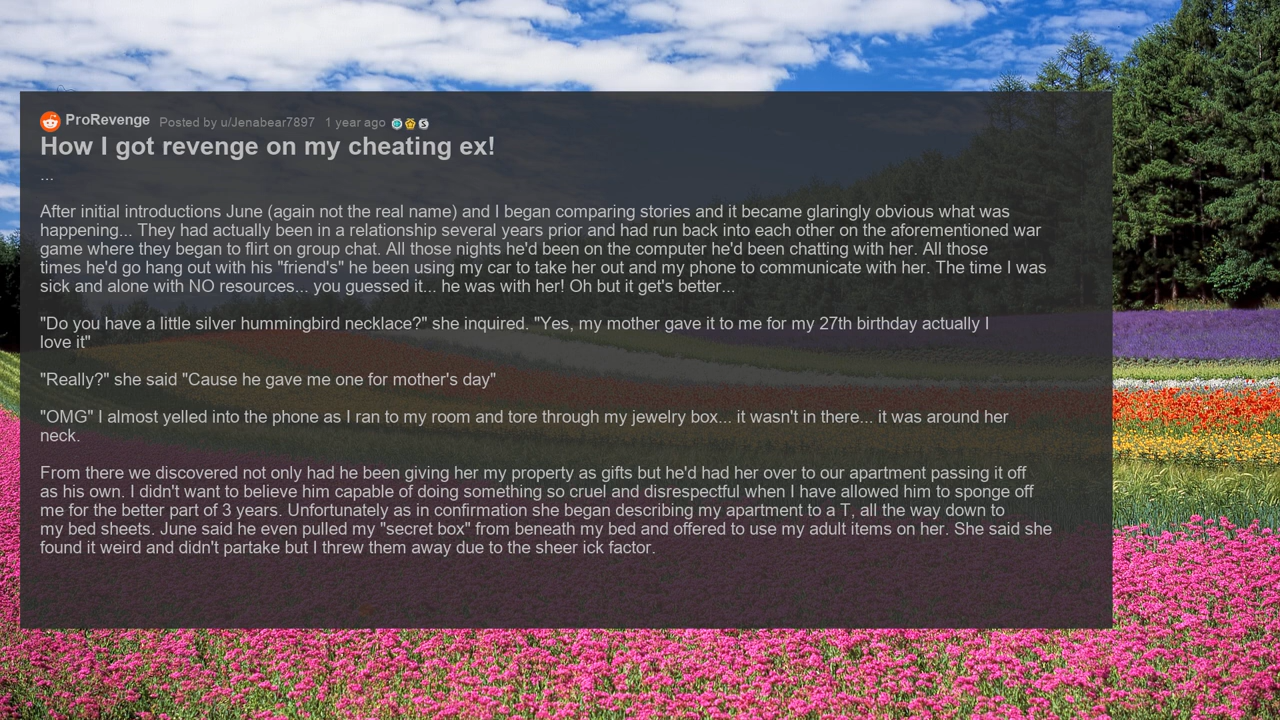 ProRevenge Posted by u/Jenabear7897 1 year ago
How I got revenge on my cheating ex!
...
After initial introductions June (again not the real name) and I began comparing stories and it became glaringly obvious what was
happening... They had actually been in a relationship several years prior and had run back into each other on the aforementioned war
game where they began to flirt on group chat. All those nights he'd been on the computer he'd been chatting with her. All those
times he'd go hang out with his "friend's" he been using my car to take her out and my phone to communicate with her. The time I was
sick and alone with NO resources... you guessed it... he was with her! Oh but it get's better...
"Do you have a little silver hummingbird necklace?" she inquired. "Yes, my mother gave it to me for my 27th birthday actually I
love it"
"Really?" she said "Cause he gave me one for mother's day"
"OMG" I almost yelled into the phone as I ran to my room and tore through my jewelry box... it wasn't in there... it was around her
neck.
From there we discovered not only had he been giving her my property as gifts but he'd had her over to our apartment passing it off
as his own. I didn't want to believe him capable of doing something so cruel and disrespectful when I have allowed him to sponge off
me for the better part of 3 years. Unfortunately as in confirmation she began describing my apartment to a T, all the way down to
my bed sheets. June said he even pulled my "secret box" from beneath my bed and offered to use my adult items on her. She said she
found it weird and didn't partake but I threw them away due to the sheer ick factor.